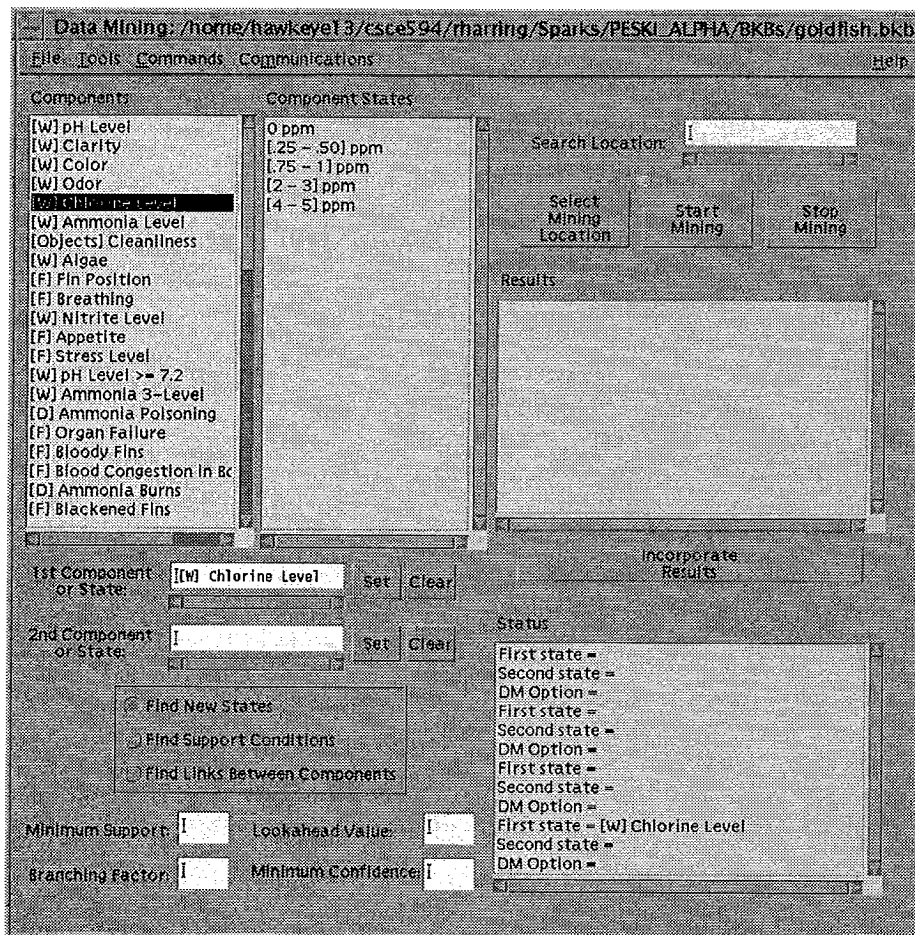 Data Mining: /home/hawkeye13/csce594/rharring/Sparks/PESKI_ALPHA/BKBs/goldfish.bkb
File Tools Commands Communications Help
Components
[W] pH Level
[W] Clarity
[W] Color
[W] Odor
[W] Chlorine Level
[W] Ammonia Level
[Objects] Cleanliness
[W] Algae
[F] Fin Position
[F] Breathing
[W] Nitrite Level
[F] Appetite
[F] Stress Level
[W] pH Level >= 7.2
[W] Ammonia 3-Level
[D] Ammonia Poisoning
[F] Organ Failure
[F] Bloody Fins
[F] Blood Congestion in Bc
[D] Ammonia Burns
[F] Blackened Fins
Component States
0 ppm
[.25 - .50] ppm
[.75 - 1] ppm
[2 - 3] ppm
[4 - 5] ppm
Search Location:
Select
Mining
Location
Start
Mining
Stop
Mining
Results
Incorporate
Results
1st Component
or State:
[W] Chlorine Level
Set Clear
2nd Component
or State:
Set Clear
Find New States
Find Support Conditions
Find Links Between Components
Minimum Support: Lookahead Value:
Branching Factor: Minimum Confidence:
Status
First state =
Second state =
DM Option =
First state =
Second state =
DM Option =
First state =
Second state =
DM Option =
First state = [W] Chlorine Level
Second state =
DM Option =